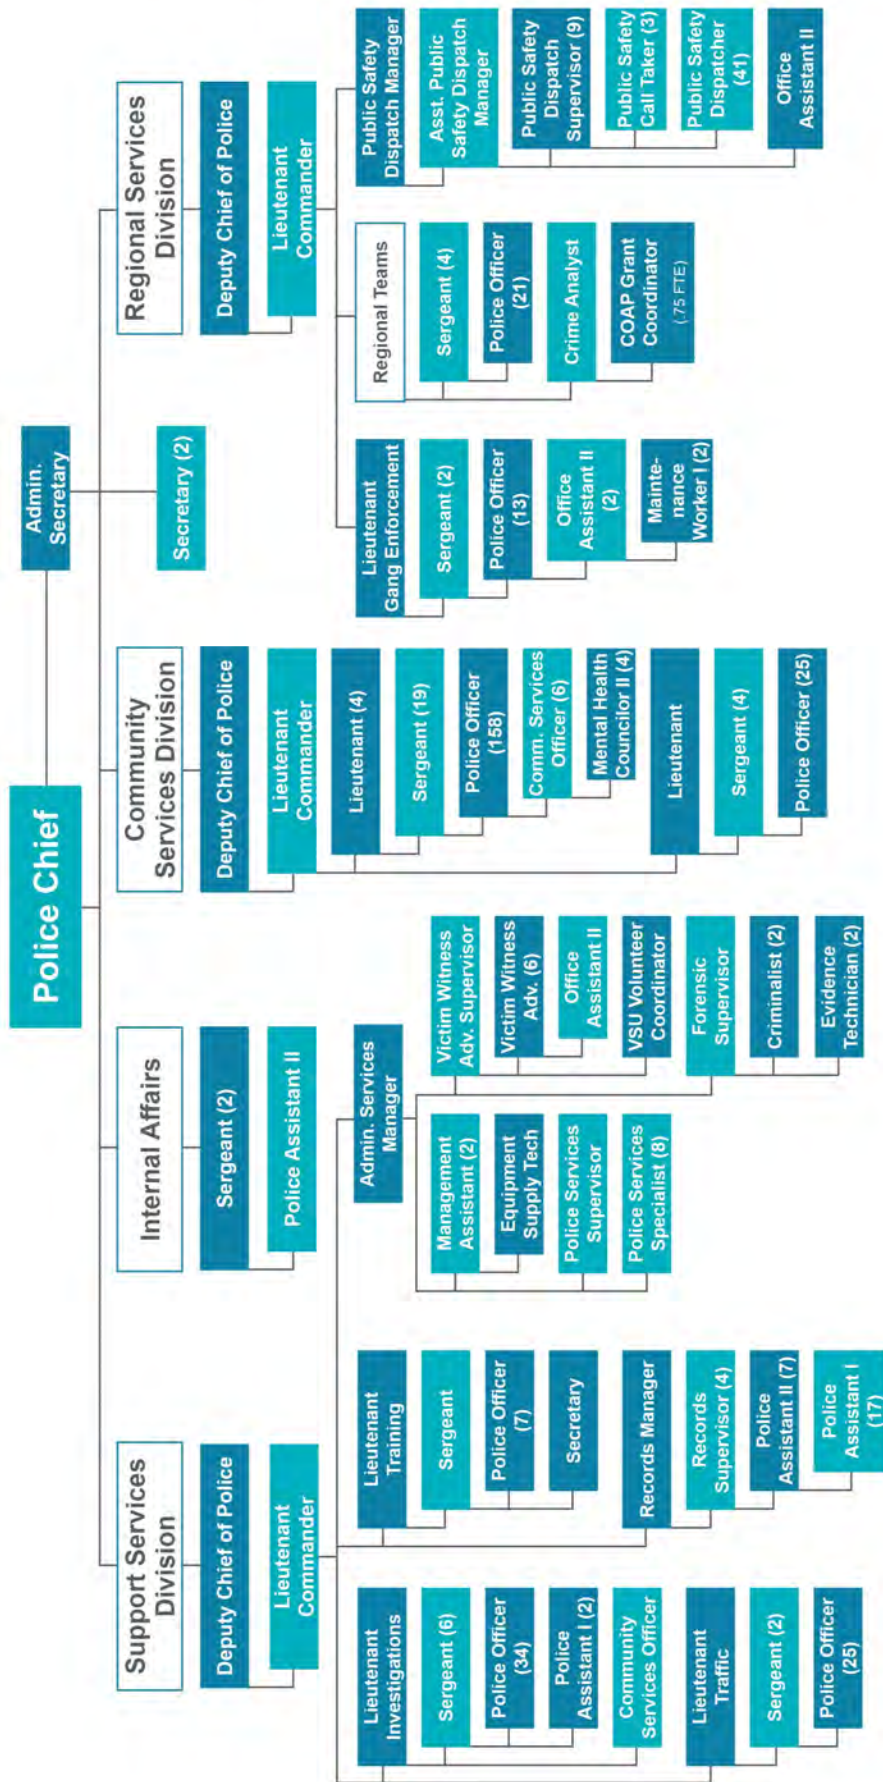 Police Chief
Admin.
Secretary
Secretary (2)
Support Services
Division
Deputy Chief of Police
Lieutenant
Commander
Lieutenant
Investigations
Sergeant (6)
Police Officer
(34)
Police
Assistant I (2)
Community
Services Officer
Lieutenant
Traffic
Sergeant (2)
Police Officer
(25)
Lieutenant
Training
Sergeant
Police Officer
(7)
Secretary
Records Manager
Records
Supervisor (4)
Police
Assistant II (7)
Police
Assistant I
(17)
Admin. Services
Manager
Management
Assistant (2)
Equipment
Supply Tech
Police Services
Supervisor
Police Services
Specialist (8)
Victim Witness
Adv. Supervisor
Victim Witness
Adv. (6)
Office
Assistant II
VSU Volunteer
Coordinator
Forensic
Supervisor
Criminalist (2)
Evidence
Technician (2)
Internal Affairs
Sergeant (2)
Police Assistant II
Community
Services Division
Deputy Chief of Police
Lieutenant
Commander
Lieutenant (4)
Sergeant (19)
Police Officer
(158)
Comm. Services
Officer (6)
Mental Health
Councilor II (4)
Lieutenant
Sergeant (4)
Police Officer (25)
Regional Services
Division
Deputy Chief of Police
Lieutenant
Commander
Lieutenant
Gang Enforcement
Sergeant (2)
Police Officer
(13)
Office
Assistant II
(2)
Mainte-
nance
Worker I (2)
Regional Teams
Sergeant (4)
Police Officer
(21)
Crime Analyst
COAP Grant
Coordinator
(.75 FTE)
Public Safety
Dispatch Manager
Asst. Public
Safety Dispatch
Manager
Public Safety
Dispatch
Supervisor (9)
Public Safety
Call Taker (3)
Public Safety
Dispatcher
(41)
Office
Assistant II